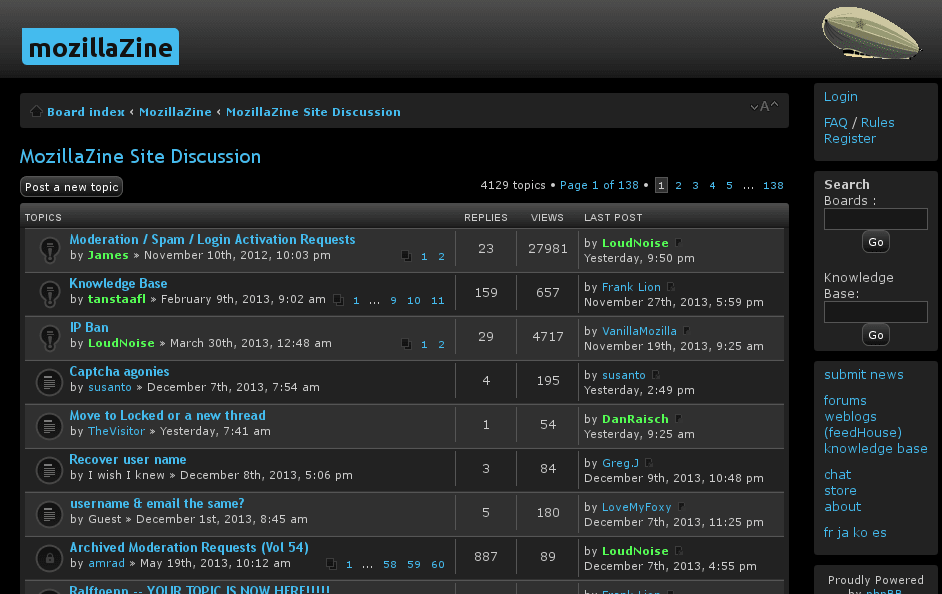 mozillaZine
Board index ‹ MozillaZine ‹ MozillaZine Site Discussion
A
MozillaZine Site Discussion
Post a new topic
4129 topics • Page 1 of 138 • 1 2 3 4 5 ... 138
TOPICS REPLIES VIEWS LAST POST
Moderation / Spam / Login Activation Requests
by James » November 10th, 2012, 10:03 pm 1 2
23 27981
by LoudNoise
Yesterday, 9:50 pm
Knowledge Base
by tanstaafl » February 9th, 2013, 9:02 am 1 ... 9 10 11
159 657
by Frank Lion
November 27th, 2013, 5:59 pm
IP Ban
by LoudNoise » March 30th, 2013, 12:48 am 1 2
29 4717
by VanillaMozilla
November 19th, 2013, 9:25 am
Captcha agonies
by susanto » December 7th, 2013, 7:54 am
4 195
by susanto
Yesterday, 2:49 pm
Move to Locked or a new thread
by TheVisitor » Yesterday, 7:41 am
1 54
by DanRaisch
Yesterday, 9:25 am
Recover user name
by I wish I knew » December 8th, 2013, 5:06 pm
3 84
by Greg.J
December 9th, 2013, 10:48 pm
username & email the same?
by Guest » December 1st, 2013, 8:45 am
5 180
by LoveMyFoxy
December 7th, 2013, 11:25 pm
Archived Moderation Requests (Vol 54)
by amrad » May 19th, 2013, 10:12 am 1 ... 58 59 60
887 89
by LoudNoise
December 7th, 2013, 4:55 pm
Ralftoenn -- YOUR TOPIC IS NOW HERE!!!!!
by Frank Lion
Login
FAQ / Rules
Register
Search
Boards :
Go
Knowledge
Base:
Go
submit news
forums
weblogs
(feedHouse)
knowledge base
chat
store
about
fr ja ko es
Proudly Powered
by phpBB